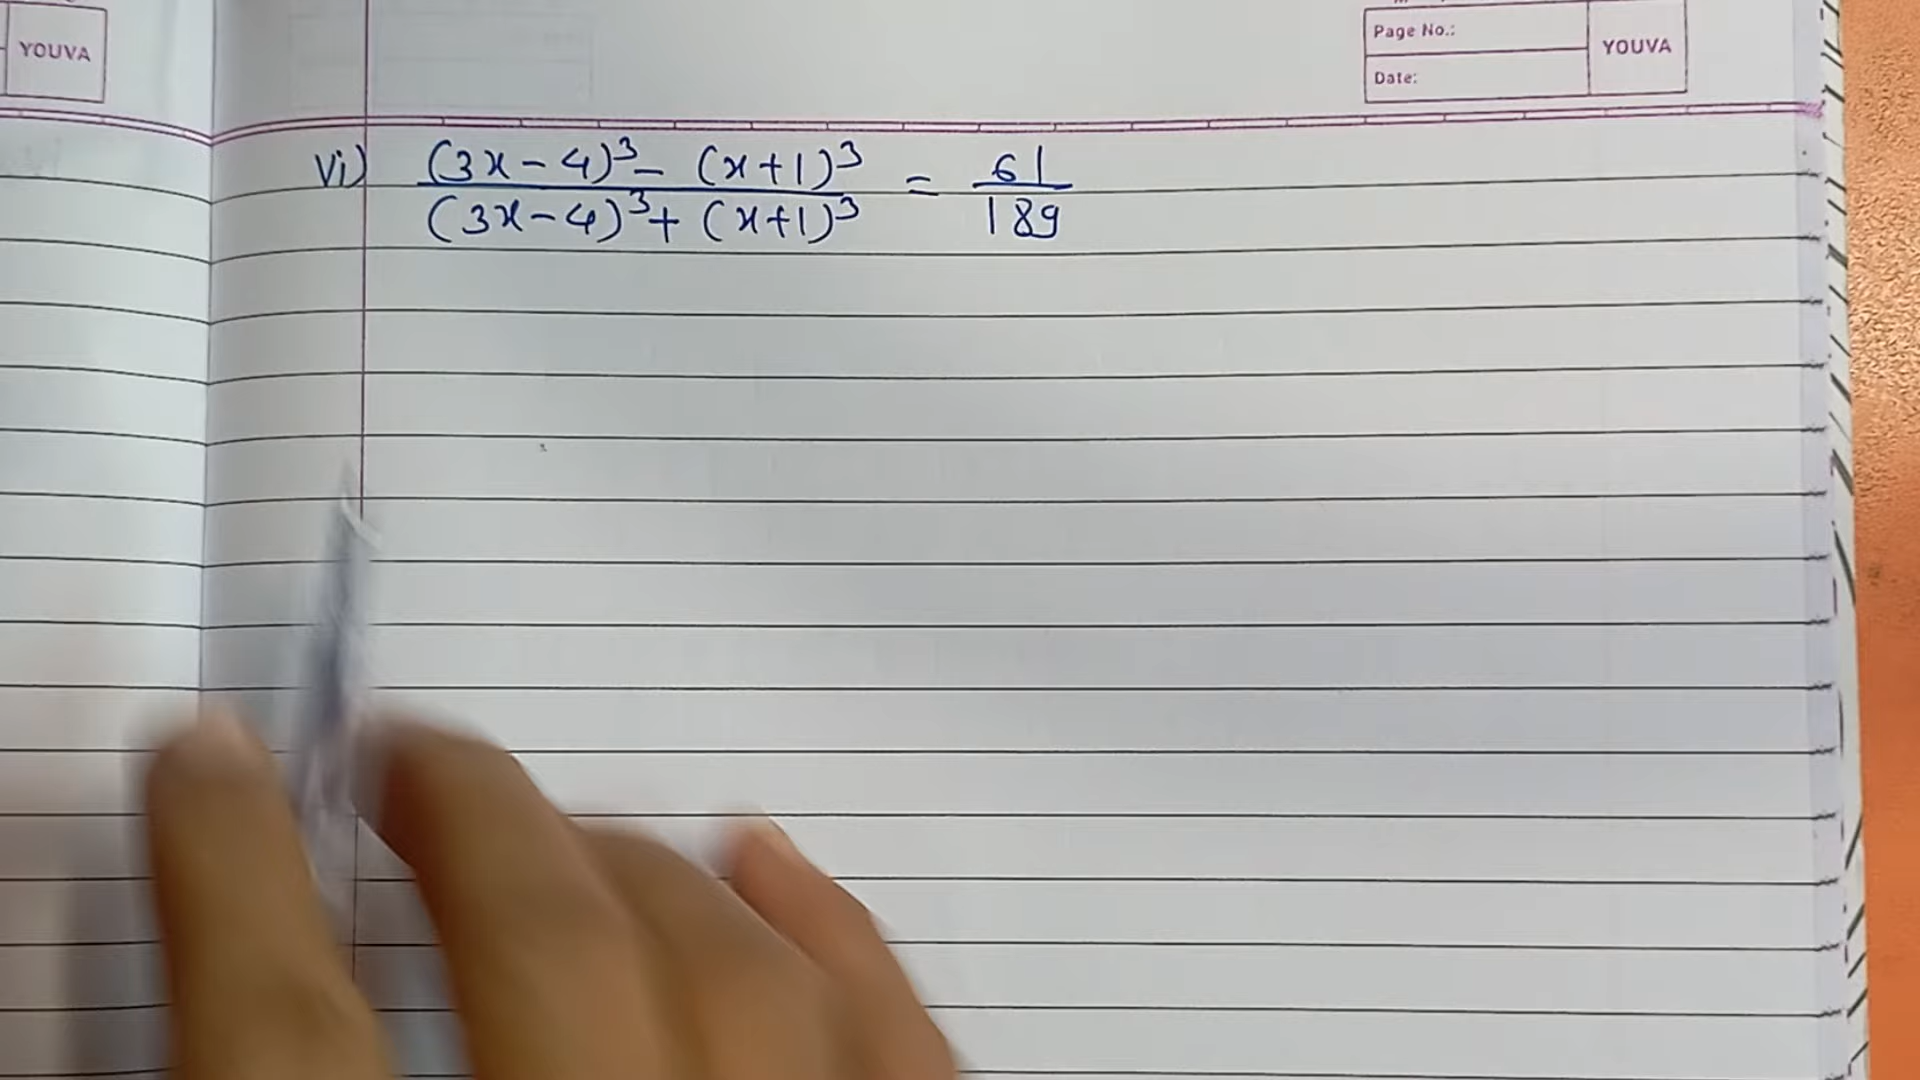 YOUVA
Page No.:
Date:
YOUVA
vi) (3x-4)³ - (x+1)³ / (3x-4)³ + (x+1)³ = 61 / 189